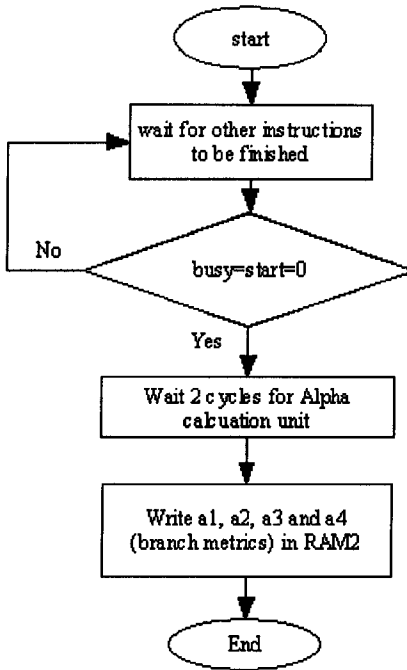 start
wait for other instructions
to be finished
No
busy=start=0
Yes
Wait 2 cycles for Alpha
calcuation unit
Write a1, a2, a3 and a4
(branch metrics) in RAM2
End